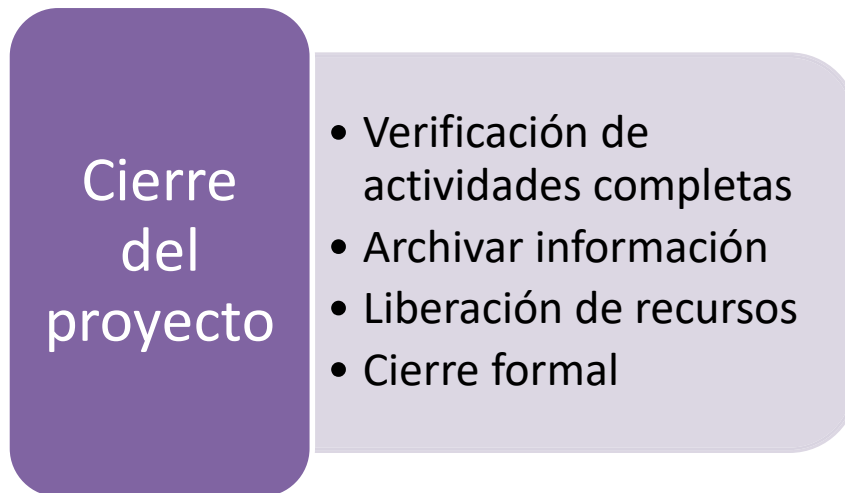 Cierre
del
proyecto
• Verificación de
actividades completas
• Archivar información
• Liberación de recursos
• Cierre formal